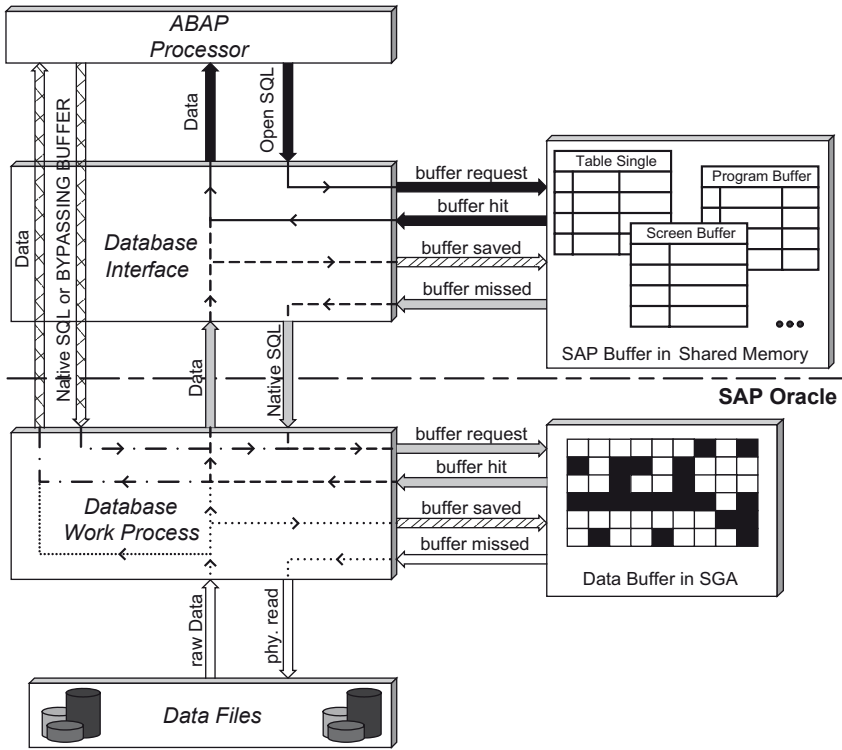 ABAP
Processor
Data
Native SQL or BYPASSING BUFFER
Data
Open SQL
Database
Interface
buffer request
buffer hit
buffer saved
buffer missed
Table Single
Program Buffer
Screen Buffer
SAP Buffer in Shared Memory
Data
Native SQL
SAP Oracle
Database
Work Process
buffer request
buffer hit
buffer saved
buffer missed
Data Buffer in SGA
raw Data
phy. read
Data Files